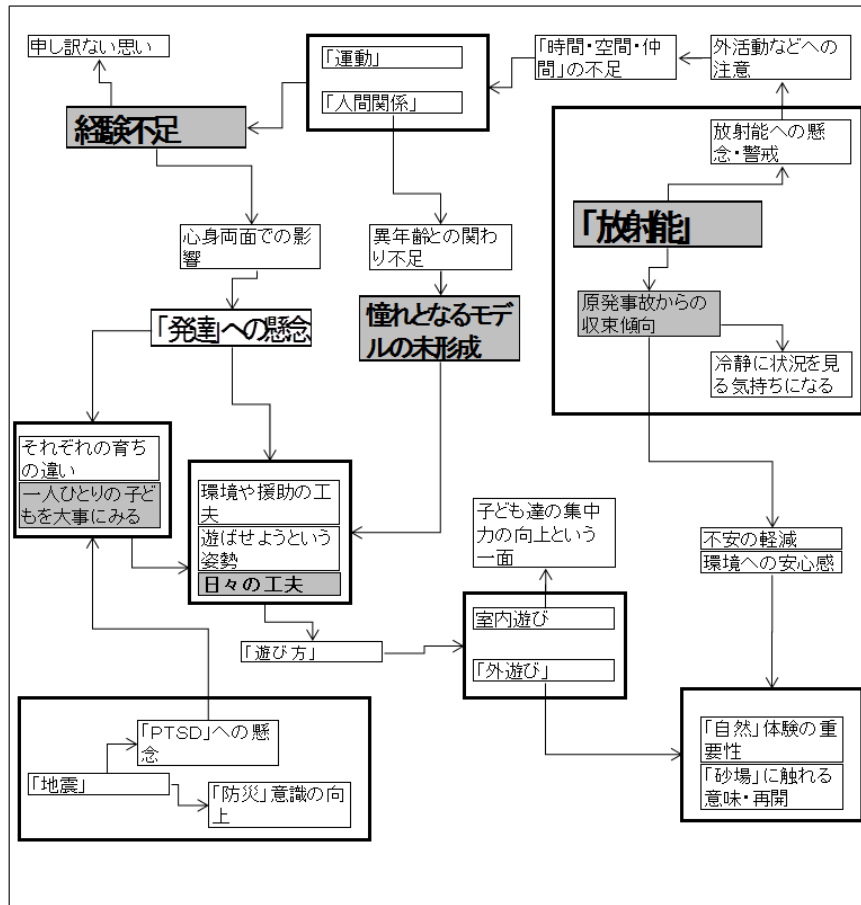 申し訳ない思い
「運動」
「人間関係」
「時間・空間・仲
間」の不足
外活動などへの
注意
経験不足
放射能への懸
念・警戒
「放射能」
心身両面での影
響
異年齢との関わ
り不足
原発事故からの
収束傾向
「発達」への懸念
憧れとなるモデ
ルの未形成
冷静に状況を見
る気持ちになる
それぞれの育ち
の違い
一人ひとりの子ど
もを大事にみる
環境や援助の工
夫
遊ばせようという
姿勢
日々の工夫
子ども達の集中
力の向上という
一面
不安の軽減
環境への安心感
「遊び方」
室内遊び
「外遊び」
「PTSD」への懸
念
「地震」
「防災」意識の向
上
「自然」体験の重
要性
「砂場」に触れる
意味・再開